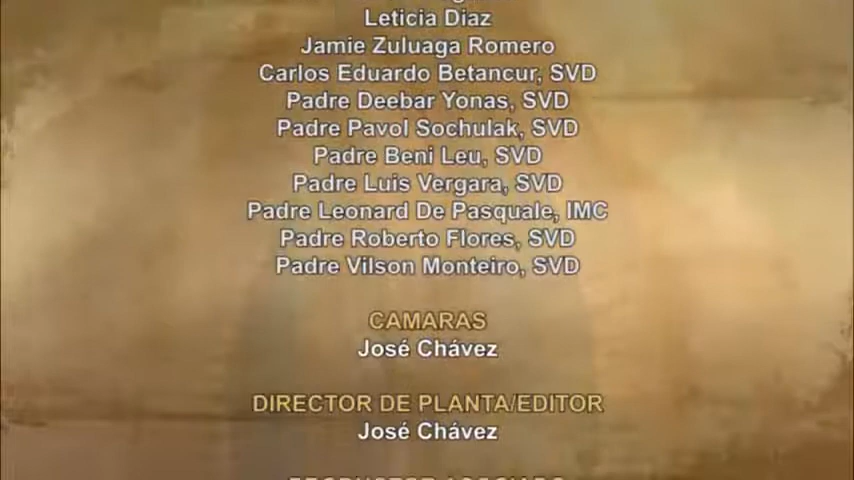 Leticia Diaz
Jamie Zuluaga Romero
Carlos Eduardo Betancur, SVD
Padre Deebar Yonas, SVD
Padre Pavol Sochulak, SVD
Padre Beni Leu, SVD
Padre Luis Vergara, SVD
Padre Leonard De Pasquale, IMC
Padre Roberto Flores, SVD
Padre Vilson Monteiro, SVD
CAMARAS
José Chávez
DIRECTOR DE PLANTA/EDITOR
José Chávez